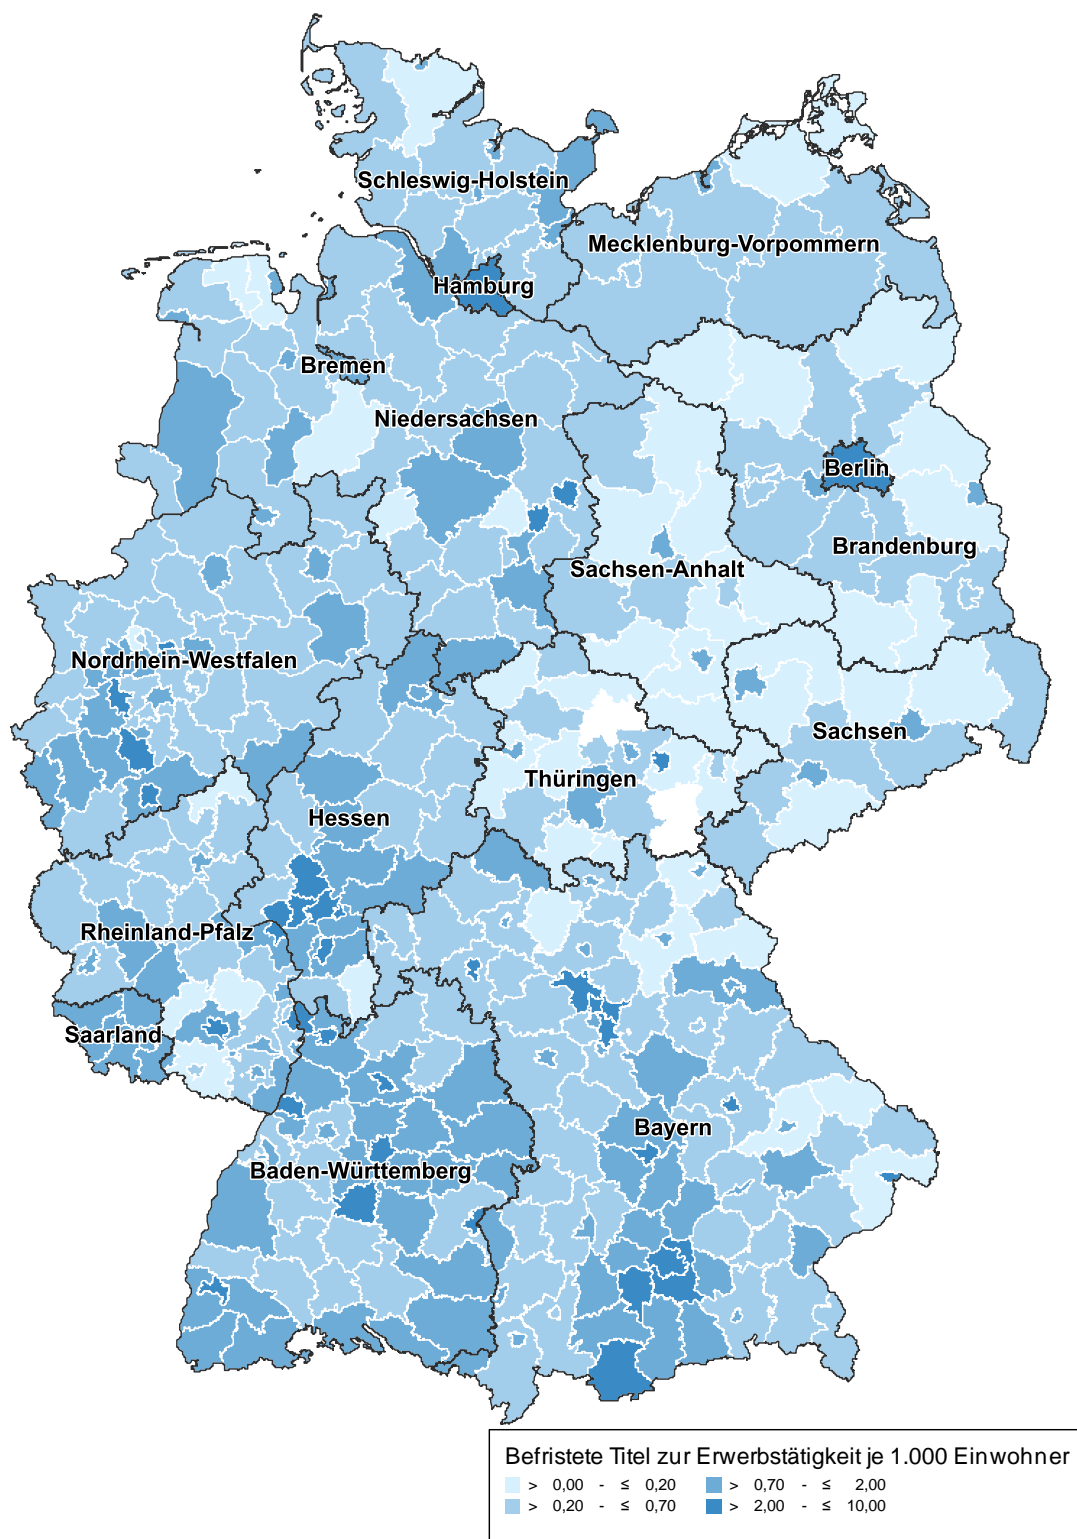 Schleswig-Holstein
Mecklenburg-Vorpommern
Hamburg
Bremen
Niedersachsen
Berlin
Brandenburg
Sachsen-Anhalt
Nordrhein-Westfalen
Sachsen
Thüringen
Hessen
Rheinland-Pfalz
Saarland
Bayern
Baden-Württemberg
Befristete Titel zur Erwerbstätigkeit je 1.000 Einwohner
> 0,00 - ≤ 0,20 > 0,70 - ≤ 2,00
> 0,20 - ≤ 0,70 > 2,00 - ≤ 10,00